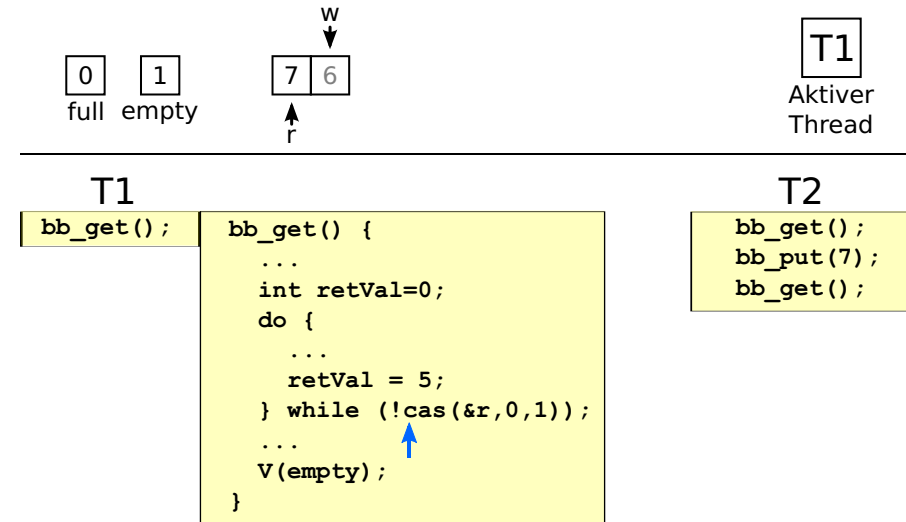 w
0 1 7 6 T1
full empty Aktiver
r Thread
T1 T2
bb_get();
bb_get() {
...
int retVal=0;
do {
...
retVal = 5;
} while (!cas(&r,0,1));
...
V(empty);
}
bb_get();
bb_put(7);
bb_get();